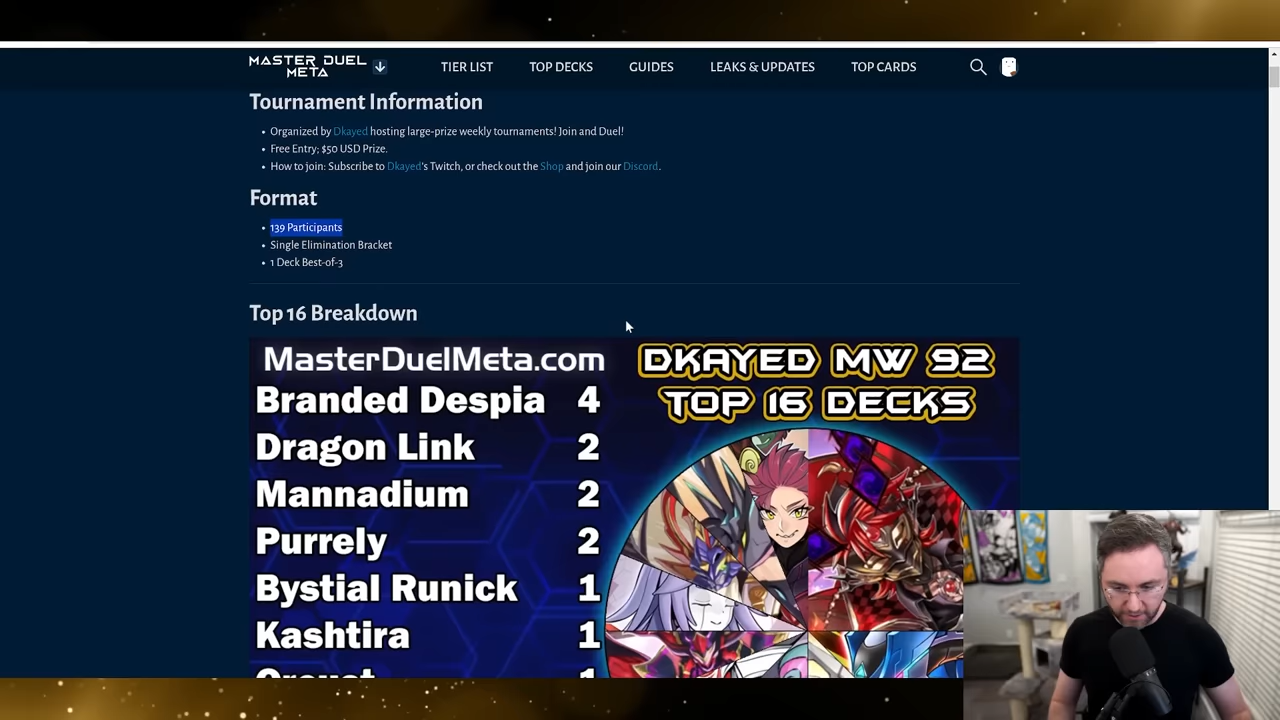 MASTER DUEL
META
TIER LIST
TOP DECKS
GUIDES
LEAKS & UPDATES
TOP CARDS
Tournament Information
• Organized by Dkayed hosting large-prize weekly tournaments! Join and Duel!
• Free Entry; $50 USD Prize.
• How to join: Subscribe to Dkayed's Twitch, or check out the Shop and join our Discord.
Format
• 139 Participants
• Single Elimination Bracket
• 1 Deck Best-of-3
Top 16 Breakdown
MasterDuelMeta.com
DKAYED MW 92
TOP 16 DECKS
Branded Despia 4
Dragon Link 2
Mannadium 2
Purrely 2
Bystial Runick 1
Kashtira 1